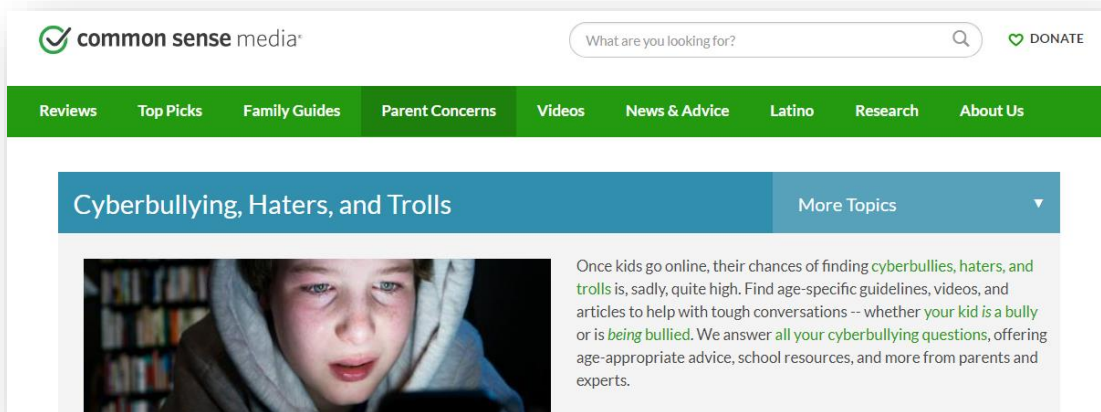 common sense media
What are you looking for?
DONATE
Reviews Top Picks Family Guides Parent Concerns Videos News & Advice Latino Research About Us
Cyberbullying, Haters, and Trolls
More Topics
Once kids go online, their chances of finding cyberbullies, haters, and
trolls is, sadly, quite high. Find age-specific guidelines, videos, and
articles to help with tough conversations -- whether your kid is a bully
or is being bullied. We answer all your cyberbullying questions, offering
age-appropriate advice, school resources, and more from parents and
experts.